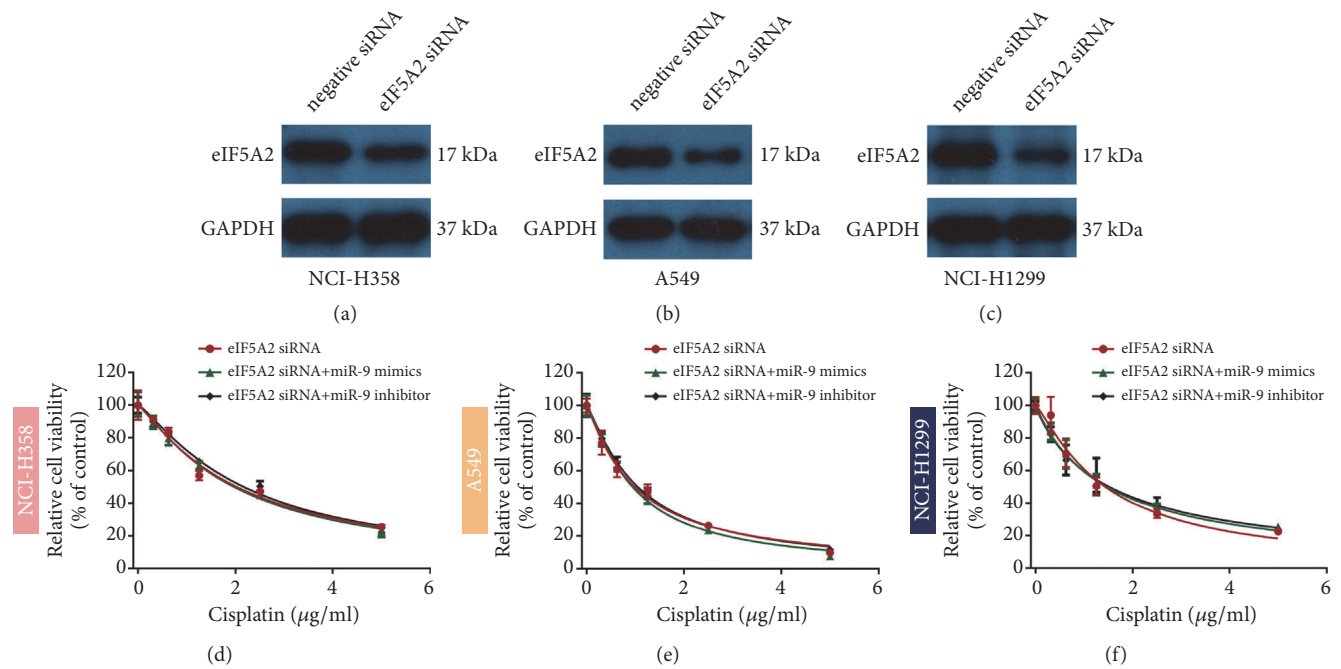 negative siRNA
eIF5A2 siRNA
eIF5A2
17 kDa
GAPDH
37 kDa
NCI-H358
(a)
negative siRNA
eIF5A2 siRNA
eIF5A2
17 kDa
GAPDH
37 kDa
A549
(b)
negative siRNA
eIF5A2 siRNA
eIF5A2
17 kDa
GAPDH
37 kDa
NCI-H1299
(c)
NCI-H358
Relative cell viability
(% of control)
eIF5A2 siRNA
eIF5A2 siRNA+miR-9 mimics
eIF5A2 siRNA+miR-9 inhibitor
120
100
80
60
40
20
0
0 2 4 6
Cisplatin (μg/ml)
(d)
A549
Relative cell viability
(% of control)
eIF5A2 siRNA
eIF5A2 siRNA+miR-9 mimics
eIF5A2 siRNA+miR-9 inhibitor
120
100
80
60
40
20
0
0 2 4 6
Cisplatin (μg/ml)
(e)
NCI-H1299
Relative cell viability
(% of control)
eIF5A2 siRNA
eIF5A2 siRNA+miR-9 mimics
eIF5A2 siRNA+miR-9 inhibitor
120
100
80
60
40
20
0
0 2 4 6
Cisplatin (μg/ml)
(f)